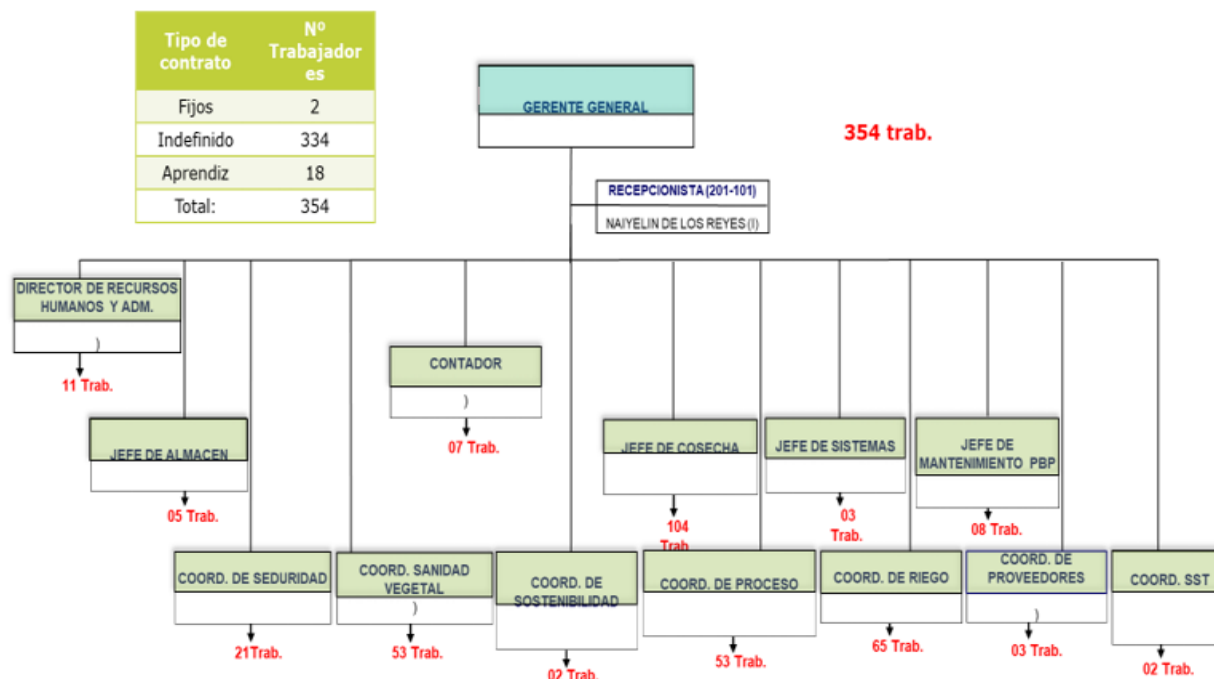 Tipo de contrato
Nº Trabajador es
Fijos 2
Indefinido 334
Aprendiz 18
Total: 354
GERENTE GENERAL
354 trab.
RECEPCIONISTA (201-101)
NAIYELIN DE LOS REYES (I)
DIRECTOR DE RECURSOS
HUMANOS Y ADM.
)
11 Trab.
CONTADOR
)
07 Trab.
JEFE DE ALMACEN
05 Trab.
JEFE DE COSECHA
104
Trab.
JEFE DE SISTEMAS
03
Trab.
JEFE DE
MANTENIMIENTO PBP
08 Trab.
COORD. DE SEDURIDAD
21Trab.
COORD. SANIDAD
VEGETAL
)
53 Trab.
COORD. DE
SOSTENIBILIDAD
02 Trab.
COORD. DE PROCESO
53 Trab.
COORD. DE RIEGO
65 Trab.
COORD. DE
PROVEEDORES
)
03 Trab.
COORD. SST
02 Trab.